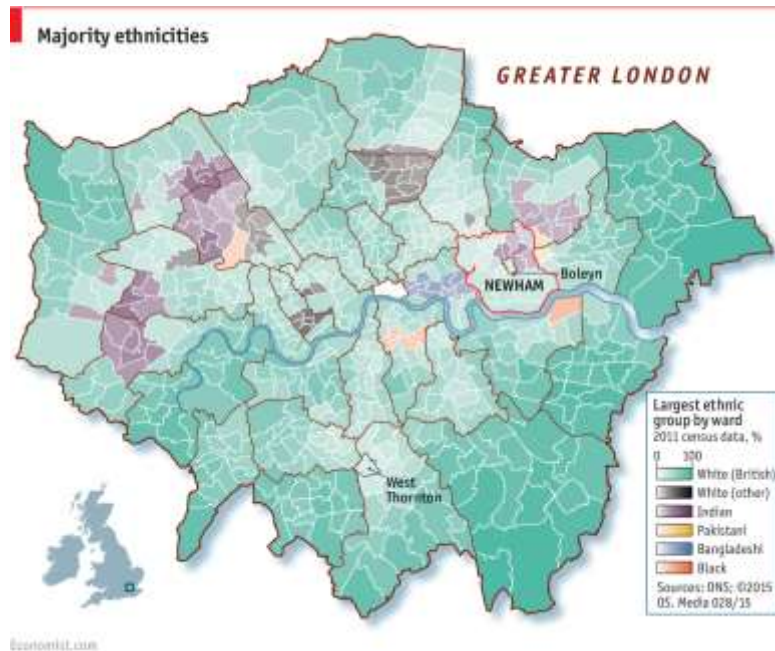 Majority ethnicities
GREATER LONDON
Boleyn
NEWHAM
West
Thornton
Largest ethnic
group by ward
2011 census data, %
0 100
White (British)
White (other)
Indian
Pakistani
Bangladeshi
Black
Sources: ONS; ©2015
OS. Media 028/15
Economist.com